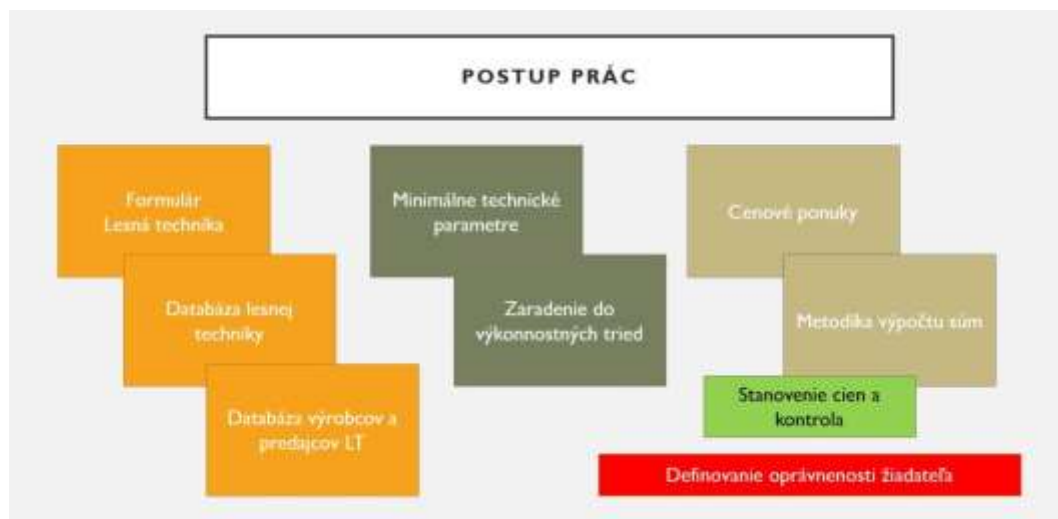 POSTUP PRÁC
Formulár
Lesná technika
Databáza lesnej
techniky
Databáza výrobcov a
predajcov LT
Minimálne technické
parametre
Zaradenie do
výkonnostných tried
Cenové ponuky
Metodika výpočtu súm
Stanovenie cien a
kontrola
Definovanie oprávnenosti žiadateľa